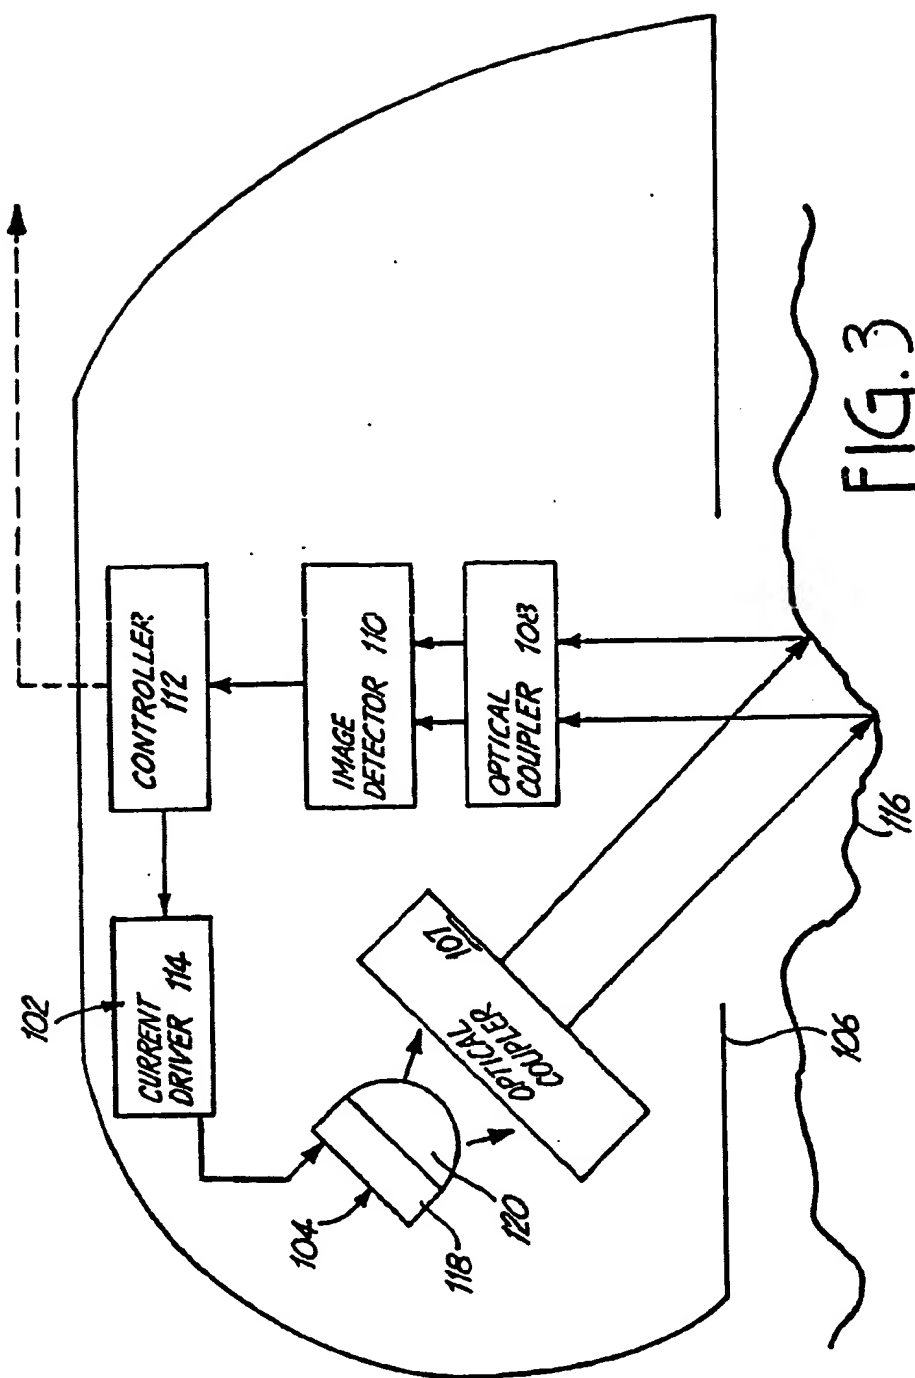 102
CURRENT
DRIVER 114
CONTROLLER
112
104
118
120
OPTICAL
COUPLER
107
IMAGE
DETECTOR 110
OPTICAL
COUPLER 108
106
116
FIG. 3